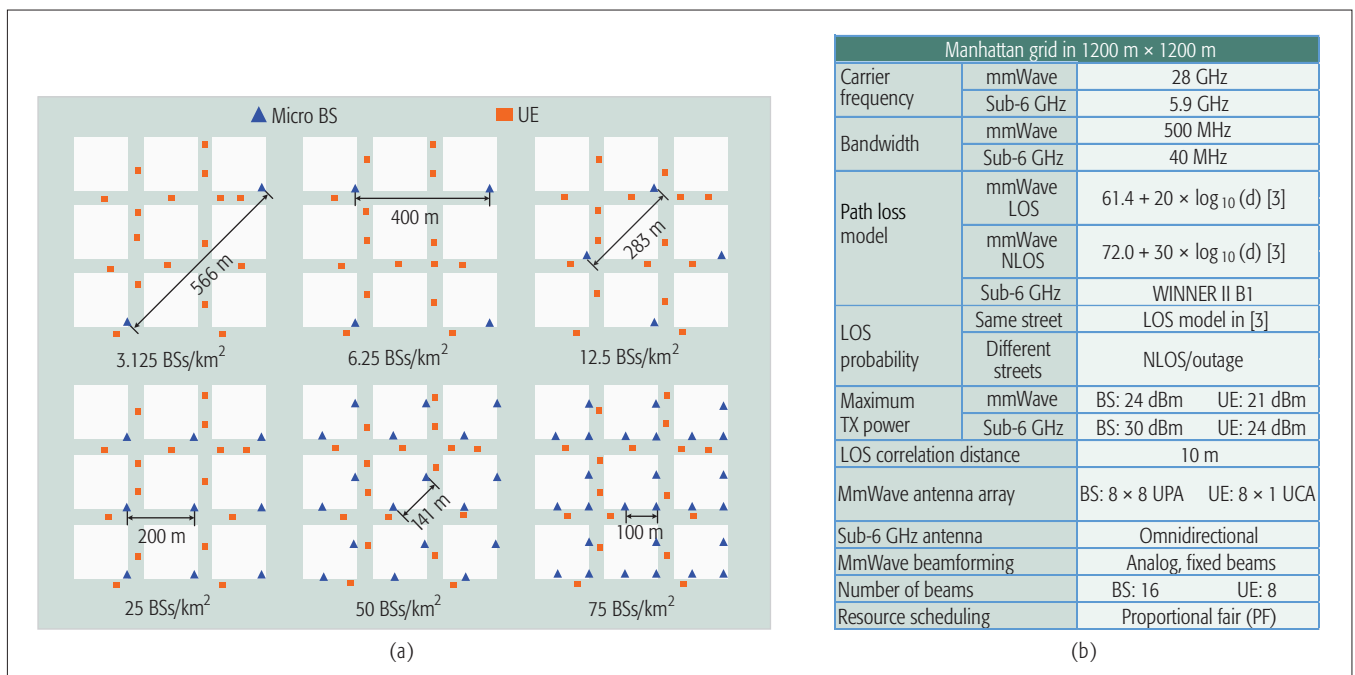 Micro BS
UE
566 m
3.125 BSs/km²
400 m
6.25 BSs/km²
283 m
12.5 BSs/km²
200 m
25 BSs/km²
141 m
50 BSs/km²
100 m
75 BSs/km²
(a)
Manhattan grid in 1200 m × 1200 m
Carrier frequency
mmWave
28 GHz
Sub-6 GHz
5.9 GHz
Bandwidth
mmWave
500 MHz
Sub-6 GHz
40 MHz
Path loss model
mmWave LOS
61.4 + 20 × log₁₀ (d) [3]
mmWave NLOS
72.0 + 30 × log₁₀ (d) [3]
Sub-6 GHz
WINNER II B1
LOS probability
Same street
LOS model in [3]
Different streets
NLOS/outage
Maximum TX power
mmWave
BS: 24 dBm UE: 21 dBm
Sub-6 GHz
BS: 30 dBm UE: 24 dBm
LOS correlation distance
10 m
MmWave antenna array
BS: 8 × 8 UPA UE: 8 × 1 UCA
Sub-6 GHz antenna
Omnidirectional
MmWave beamforming
Analog, fixed beams
Number of beams
BS: 16 UE: 8
Resource scheduling
Proportional fair (PF)
(b)